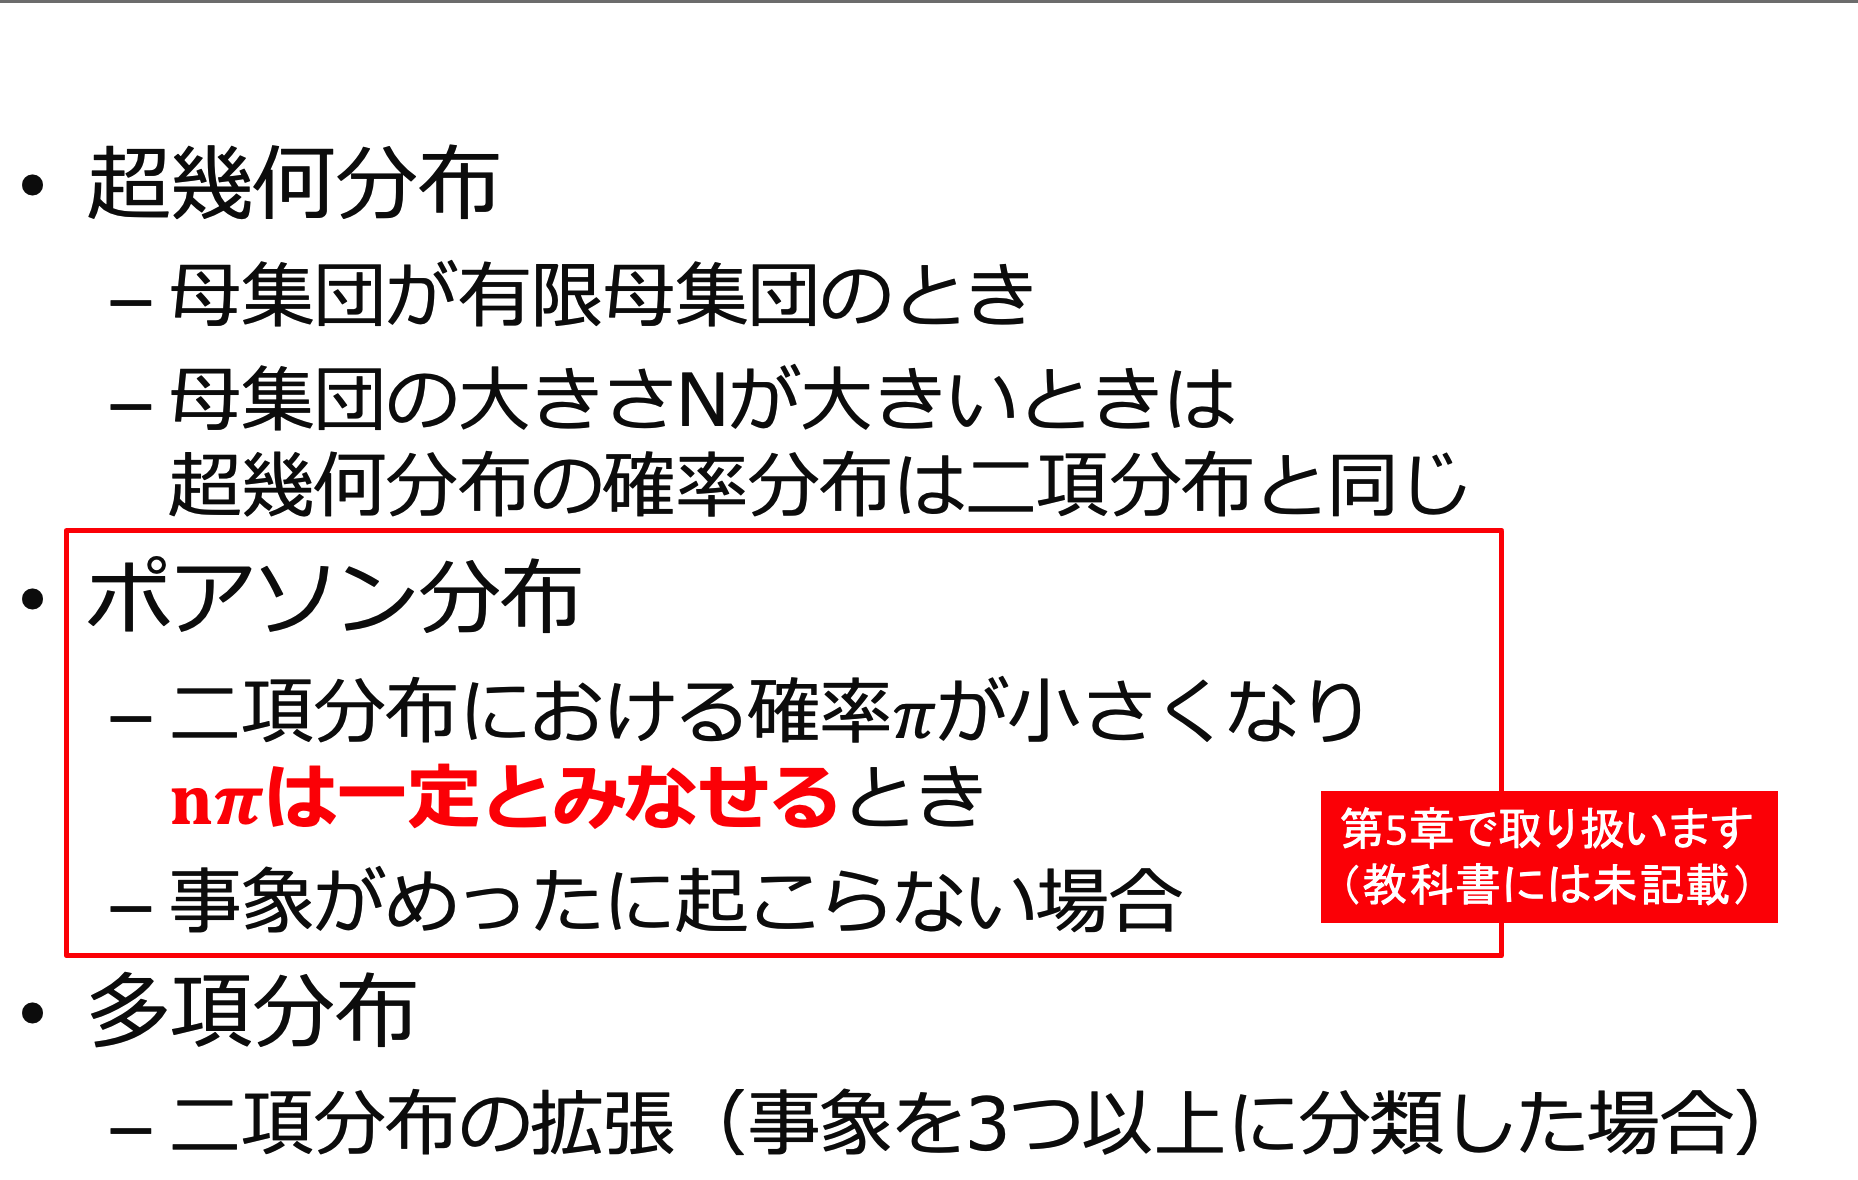 • 超幾何分布
– 母集団が有限母集団のとき
– 母集団の大きさNが大きいときは
超幾何分布の確率分布は二項分布と同じ
• ポアソン分布
– 二項分布における確率πが小さくなり
nπは一定とみなせるとき
– 事象がめったに起こらない場合
第5章で取り扱います
（教科書には未記載）
• 多項分布
– 二項分布の拡張（事象を3つ以上に分類した場合）